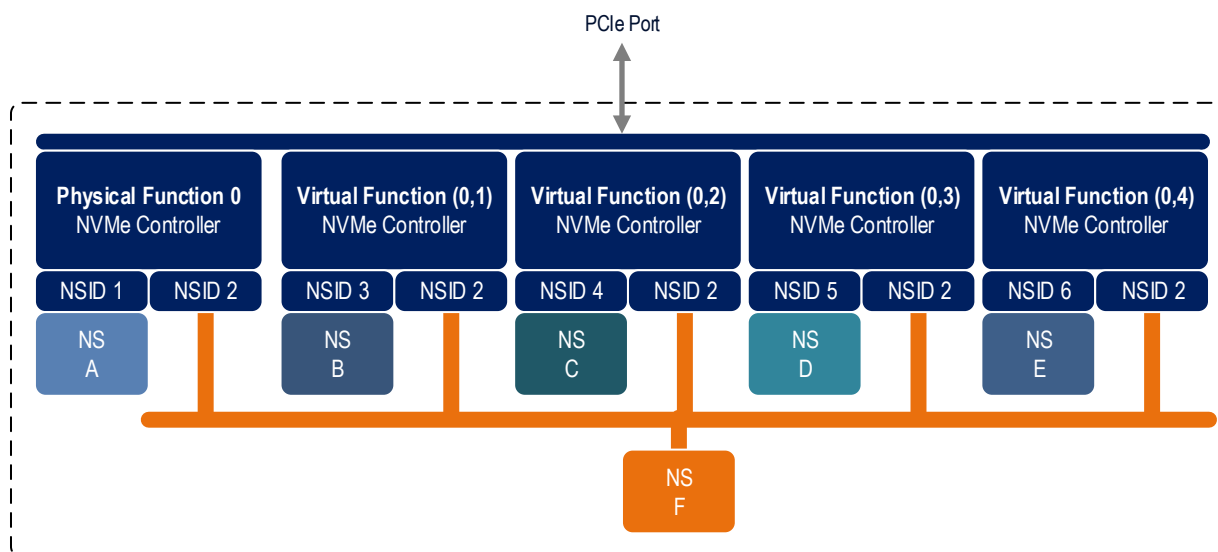 PCIe Port
Physical Function 0
NVMe Controller
Virtual Function (0,1)
NVMe Controller
Virtual Function (0,2)
NVMe Controller
Virtual Function (0,3)
NVMe Controller
Virtual Function (0,4)
NVMe Controller
NSID 1
NSID 2
NSID 3
NSID 2
NSID 4
NSID 2
NSID 5
NSID 2
NSID 6
NSID 2
NS
A
NS
B
NS
C
NS
D
NS
E
NS
F